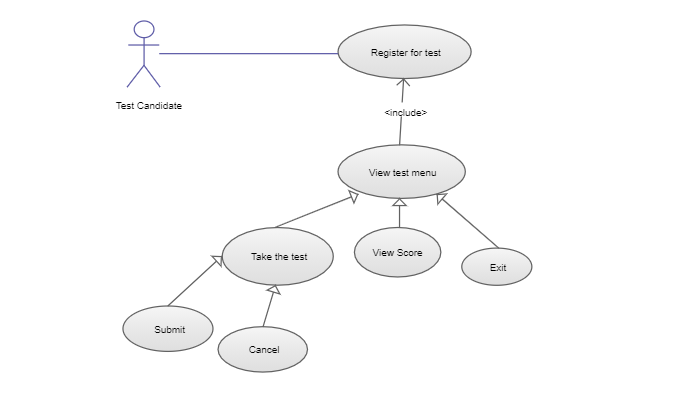 Register for test
Test Candidate
<include>
View test menu
Take the test
View Score
Exit
Submit
Cancel